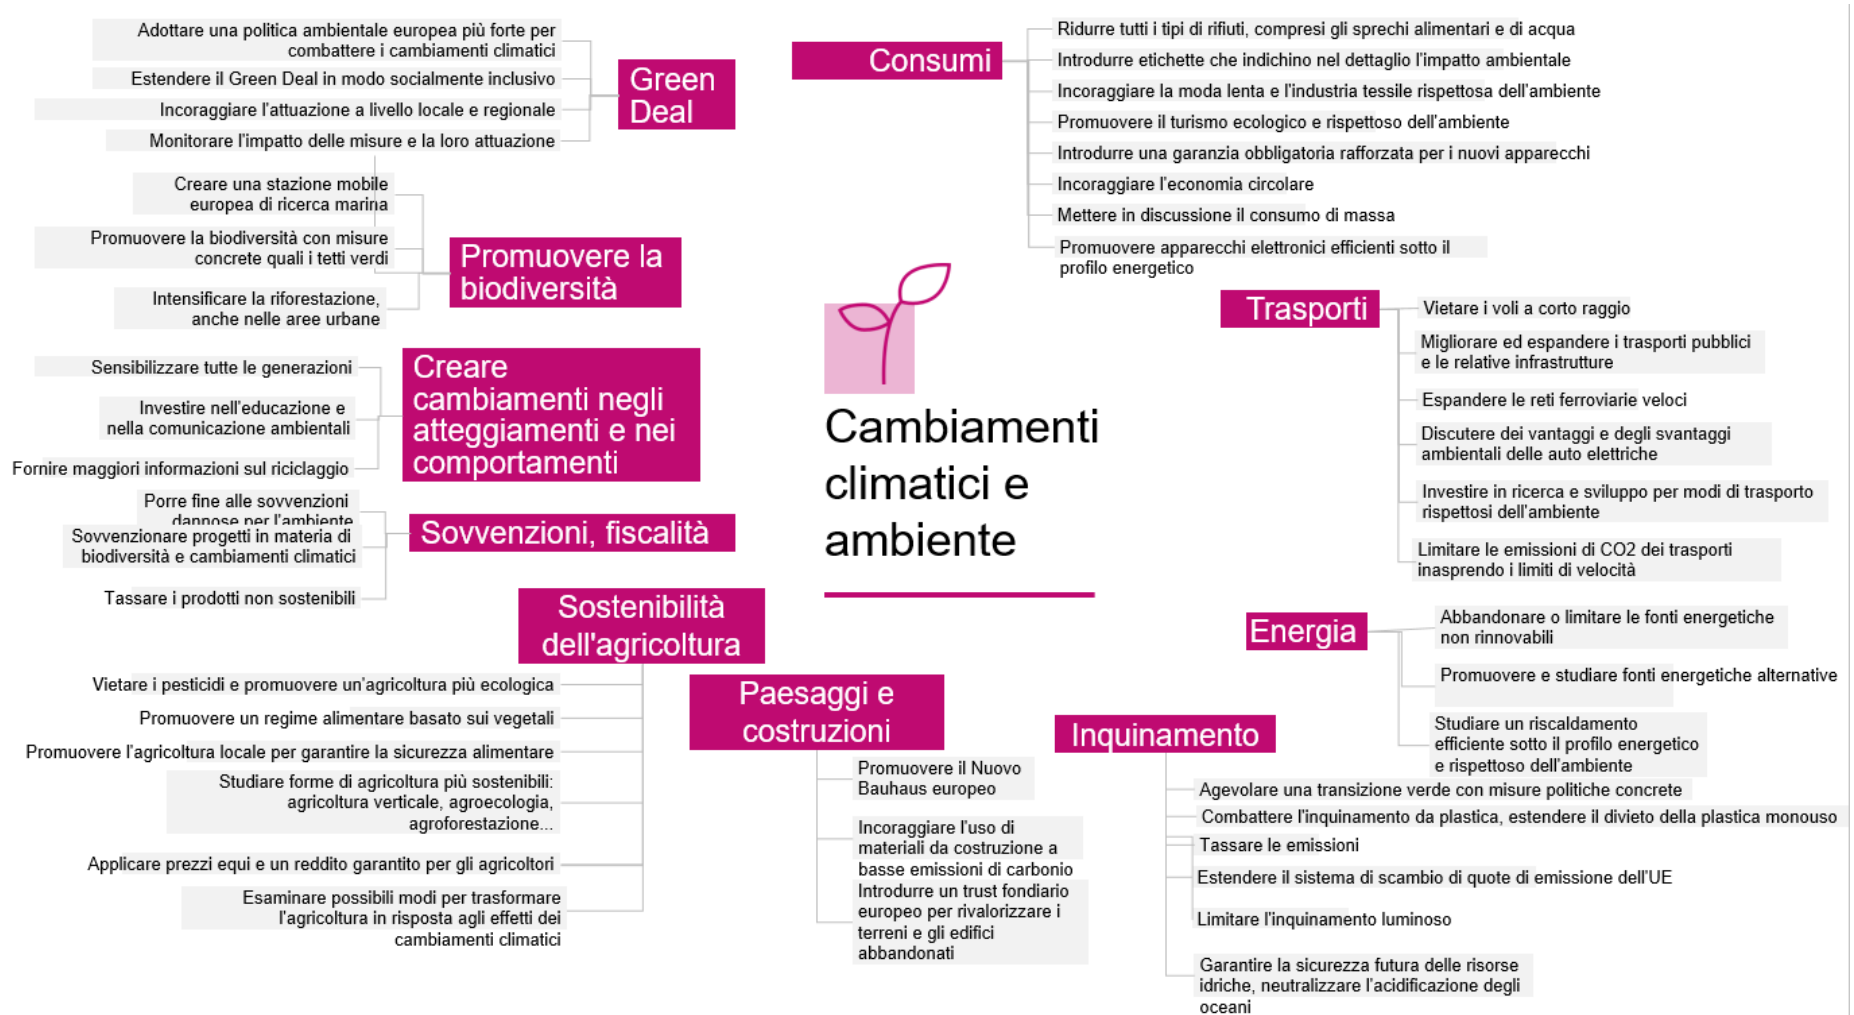 Adottare una politica ambientale europea più forte per
combattere i cambiamenti climatici
Estendere il Green Deal in modo socialmente inclusivo
Incoraggiare l'attuazione a livello locale e regionale
Monitorare l'impatto delle misure e la loro attuazione
Green
Deal
Creare una stazione mobile
europea di ricerca marina
Promuovere la biodiversità con misure
concrete quali i tetti verdi
Intensificare la riforestazione,
anche nelle aree urbane
Promuovere la
biodiversità
Sensibilizzare tutte le generazioni
Investire nell'educazione e
nella comunicazione ambientali
Fornire maggiori informazioni sul riciclaggio
Creare
cambiamenti negli
atteggiamenti e nei
comportamenti
Porre fine alle sovvenzioni
dannose per l'ambiente
Sovvenzionare progetti in materia di
biodiversità e cambiamenti climatici
Tassare i prodotti non sostenibili
Sovvenzioni, fiscalità
Sostenibilità
dell'agricoltura
Vietare i pesticidi e promuovere un'agricoltura più ecologica
Promuovere un regime alimentare basato sui vegetali
Promuovere l'agricoltura locale per garantire la sicurezza alimentare
Studiare forme di agricoltura più sostenibili:
agricoltura verticale, agroecologia,
agroforestazione...
Applicare prezzi equi e un reddito garantito per gli agricoltori
Esaminare possibili modi per trasformare
l'agricoltura in risposta agli effetti dei
cambiamenti climatici
Cambiamenti
climatici e
ambiente
Paesaggi e
costruzioni
Promuovere il Nuovo
Bauhaus europeo
Incoraggiare l'uso di
materiali da costruzione a
basse emissioni di carbonio
Introdurre un trust fondiario
europeo per rivalorizzare i
terreni e gli edifici
abbandonati
Consumi
Ridurre tutti i tipi di rifiuti, compresi gli sprechi alimentari e di acqua
Introdurre etichette che indichino nel dettaglio l'impatto ambientale
Incoraggiare la moda lenta e l'industria tessile rispettosa dell'ambiente
Promuovere il turismo ecologico e rispettoso dell'ambiente
Introdurre una garanzia obbligatoria rafforzata per i nuovi apparecchi
Incoraggiare l'economia circolare
Mettere in discussione il consumo di massa
Promuovere apparecchi elettronici efficienti sotto il
profilo energetico
Trasporti
Vietare i voli a corto raggio
Migliorare ed espandere i trasporti pubblici
e le relative infrastrutture
Espandere le reti ferroviarie veloci
Discutere dei vantaggi e degli svantaggi
ambientali delle auto elettriche
Investire in ricerca e sviluppo per modi di trasporto
rispettosi dell'ambiente
Limitare le emissioni di CO2 dei trasporti
inasprendo i limiti di velocità
Energia
Abbandonare o limitare le fonti energetiche
non rinnovabili
Promuovere e studiare fonti energetiche alternative
Studiare un riscaldamento
efficiente sotto il profilo energetico
e rispettoso dell'ambiente
Inquinamento
Agevolare una transizione verde con misure politiche concrete
Combattere l'inquinamento da plastica, estendere il divieto della plastica monouso
Tassare le emissioni
Estendere il sistema di scambio di quote di emissione dell'UE
Limitare l'inquinamento luminoso
Garantire la sicurezza futura delle risorse
idriche, neutralizzare l'acidificazione degli
oceani